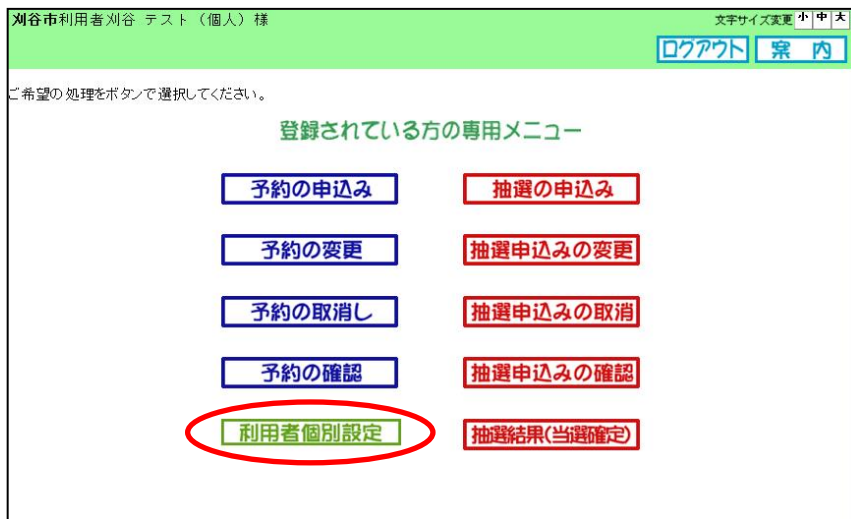 刈谷市利用者刈谷 テスト（個人）様
文字サイズ変更 小 中 大
ログアウト 案 内
ご希望の処理をボタンで選択してください。
登録されている方の専用メニュー
予約の申込み 抽選の申込み
予約の変更 抽選申込みの変更
予約の取消し 抽選申込みの取消
予約の確認 抽選申込みの確認
利用者個別設定 抽選結果(当選確定)